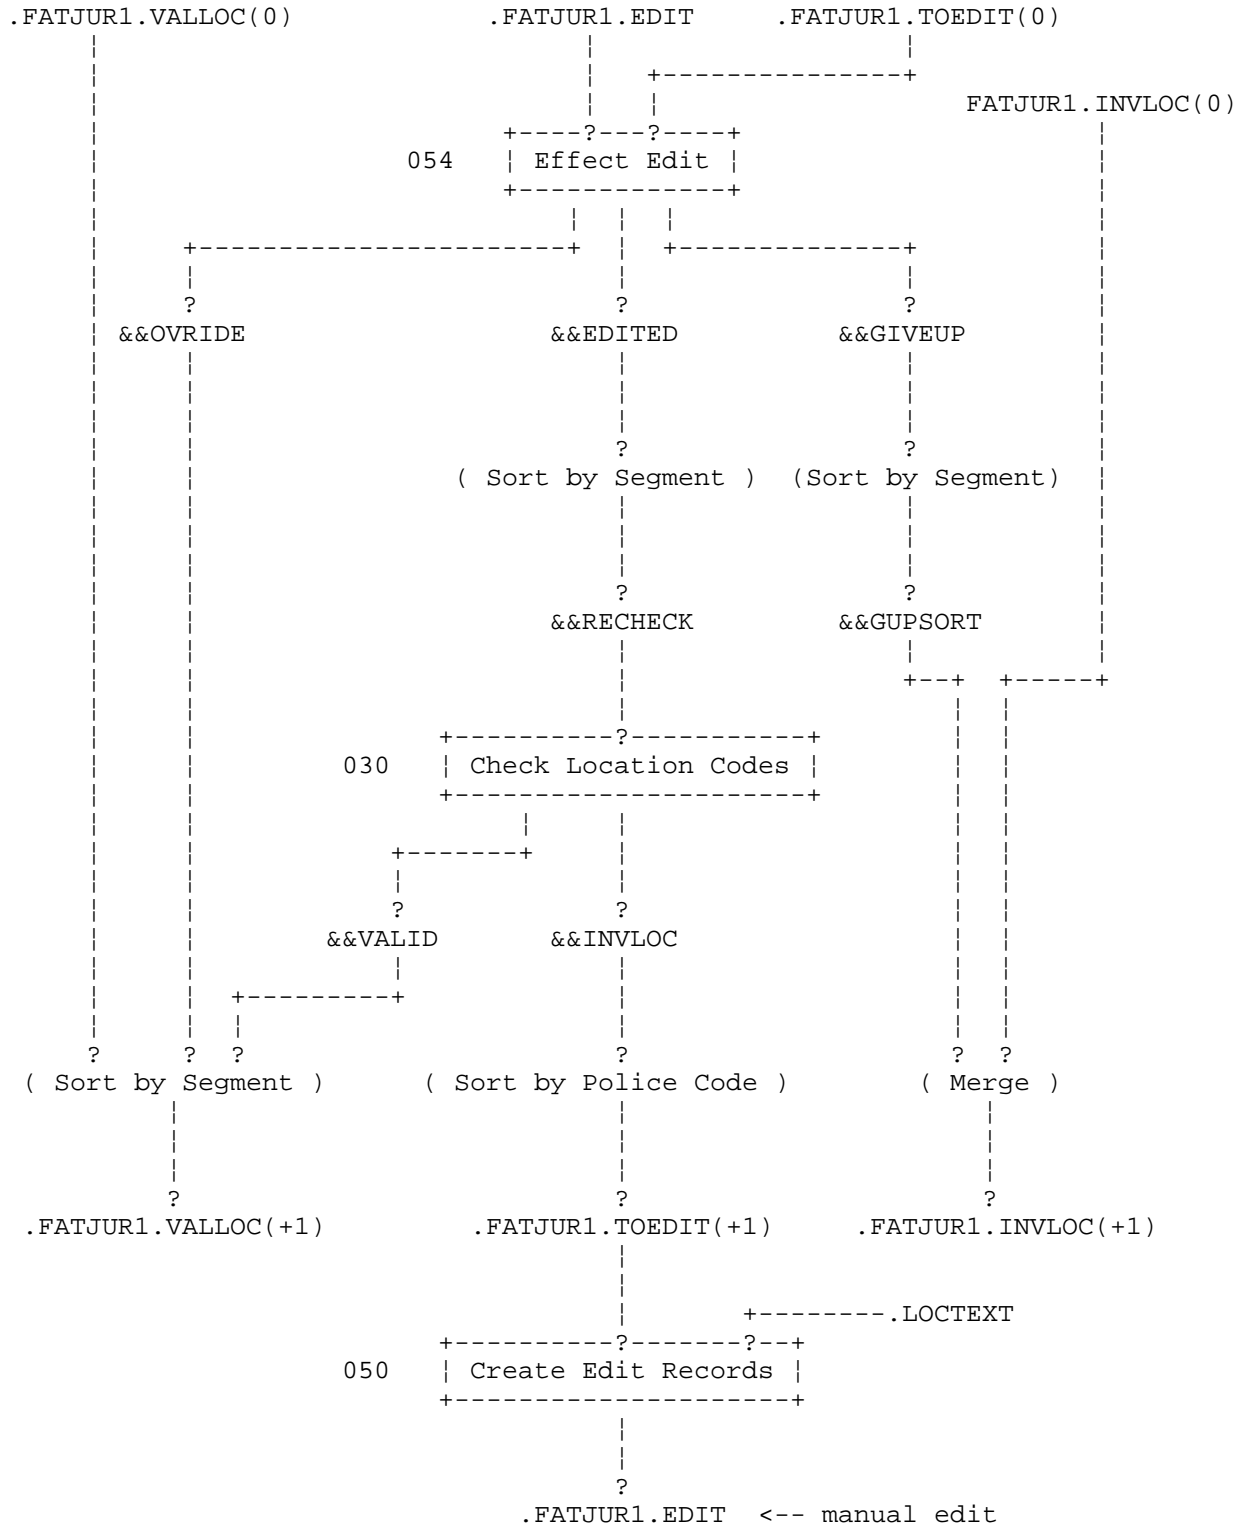 .FATJUR1.VALLOC(0) .FATJUR1.EDIT .FATJUR1.TOEDIT(0)
FATJUR1.INVLOC(0)
054 Effect Edit
? ? ?
&&OVRIDE &&EDITED &&GIVEUP
? ?
( Sort by Segment ) (Sort by Segment)
? ?
&&RECHECK &&GUPSORT
030 Check Location Codes
? ?
&&VALID &&INVLOC
? ? ? ? ? ?
( Sort by Segment ) ( Sort by Police Code ) ( Merge )
? ? ?
.FATJUR1.VALLOC(+1) .FATJUR1.TOEDIT(+1) .FATJUR1.INVLOC(+1)
.LOCTEXT
050 Create Edit Records
?
.FATJUR1.EDIT <-- manual edit